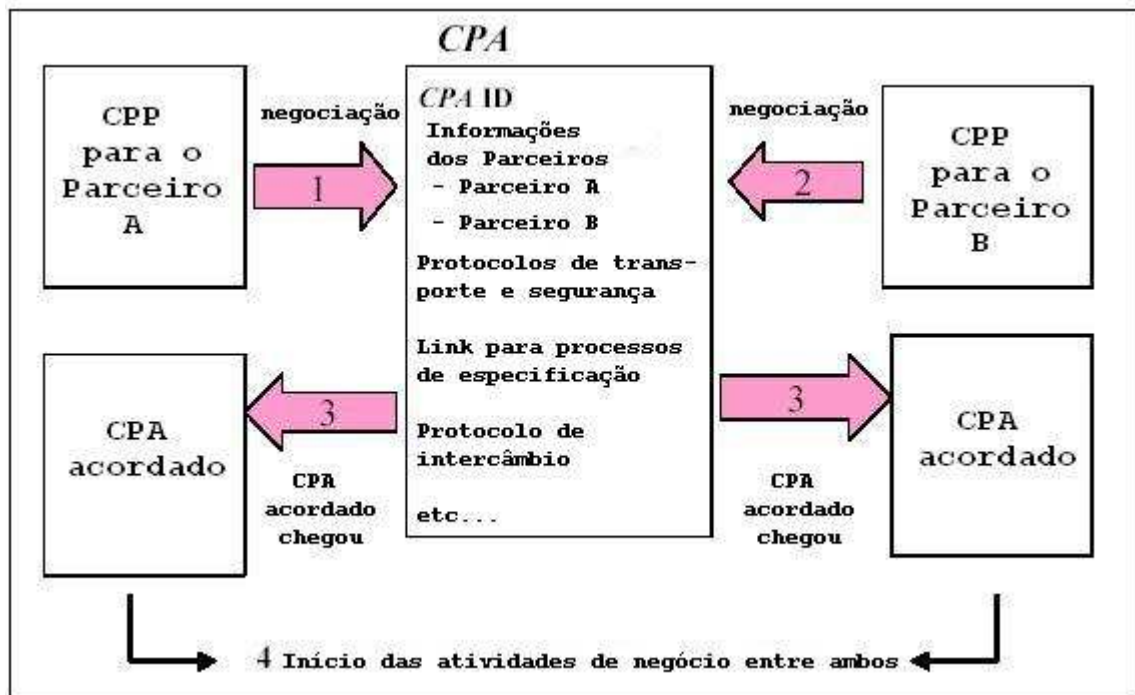 CPA
CPP
para o
Parceiro
A
negociação
1
CPA ID
Informações
dos Parceiros
- Parceiro A
- Parceiro B
Protocolos de trans-
porte e segurança
Link para processos
de especificação
Protocolo de
intercâmbio
etc...
negociação
2
CPP
para o
Parceiro
B
CPA
acordado
3
CPA
acordado
chegou
3
CPA
acordado
chegou
CPA
acordado
4 Início das atividades de negócio entre ambos